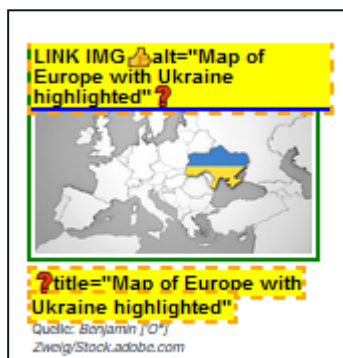 LINK IMG👍alt="Map of
Europe with Ukraine
highlighted"❓
❓title="Map of Europe with
Ukraine highlighted"
Quelle: Benjamin ['O°]
Zweig/Stock.adobe.com